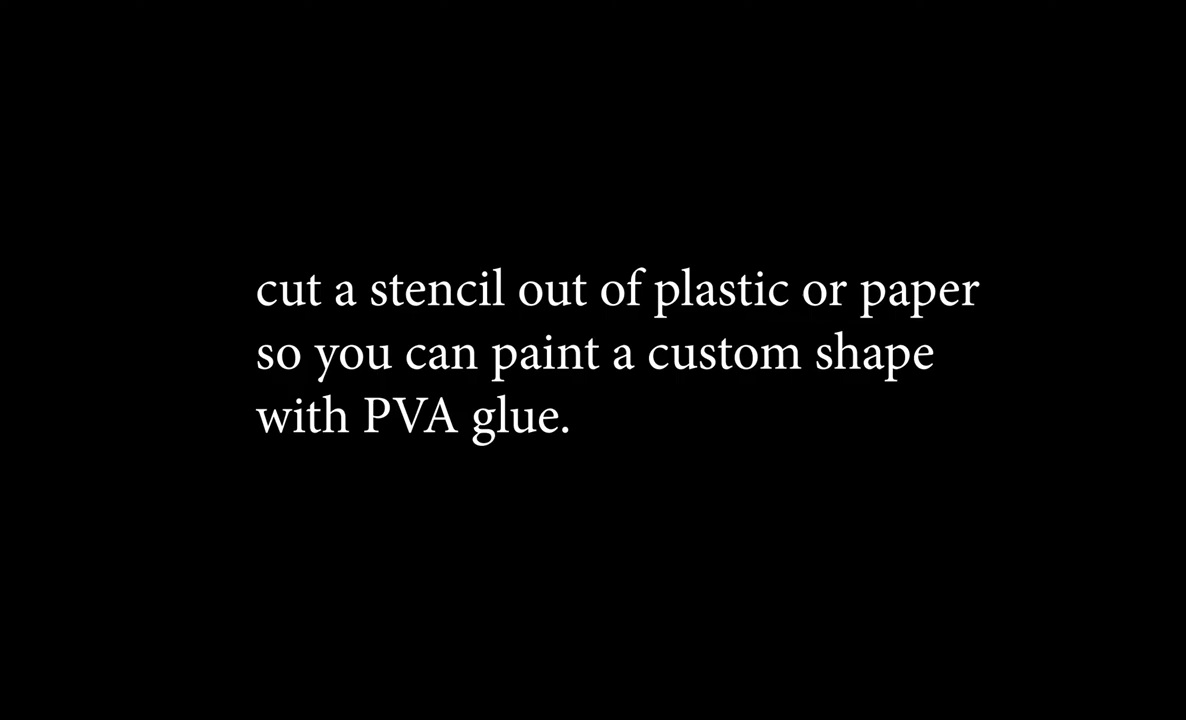 cut a stencil out of plastic or paper
so you can paint a custom shape
with PVA glue.